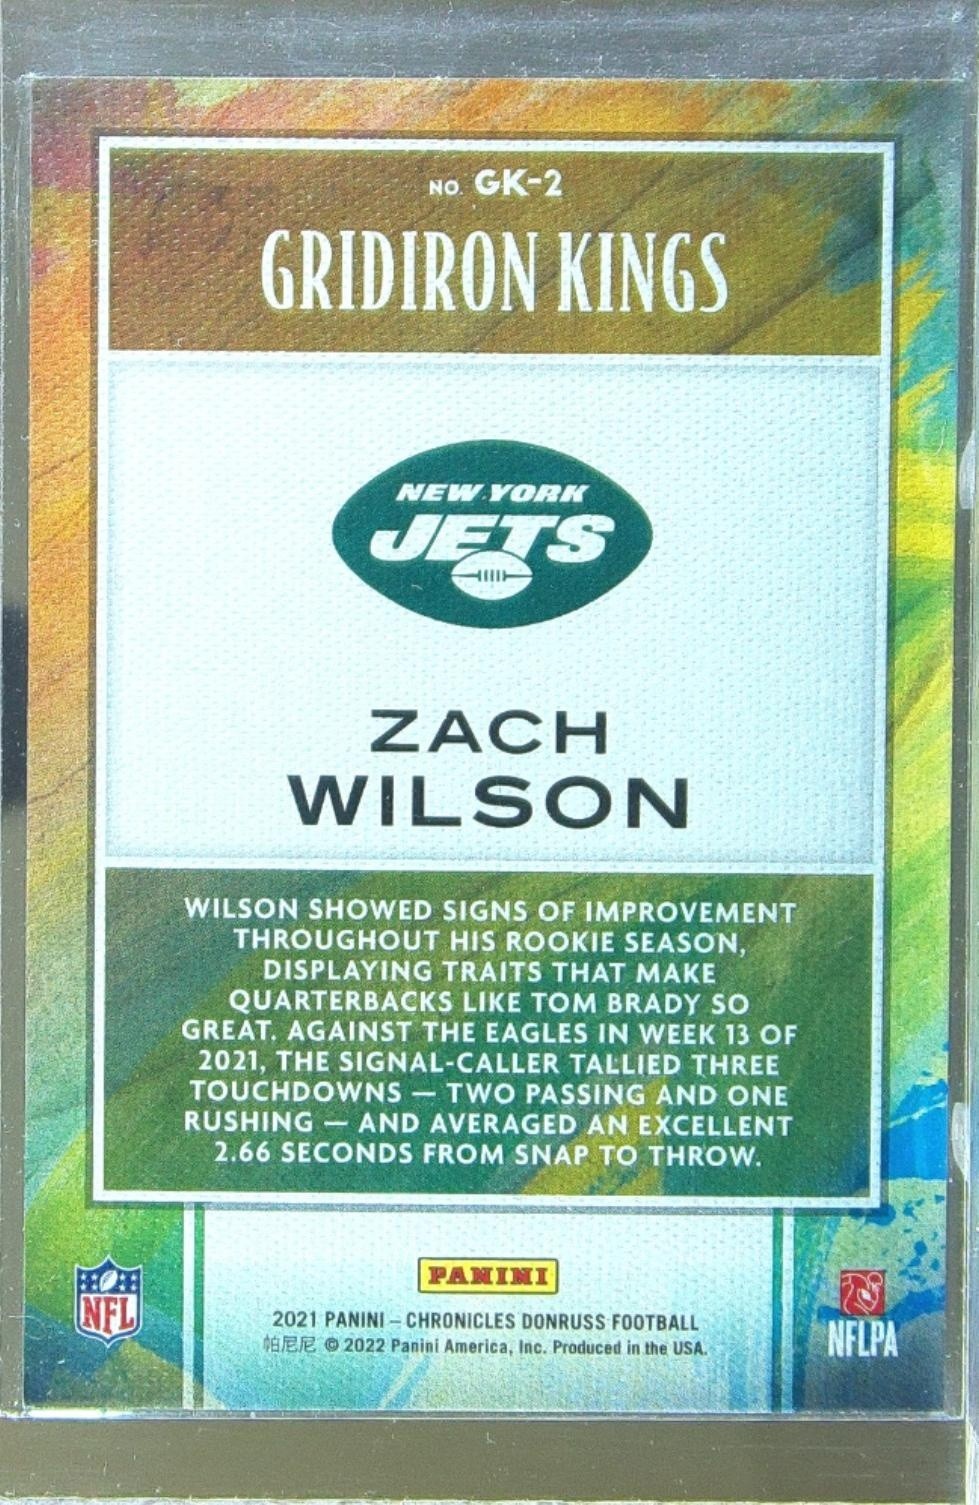 NO. GK-2
GRIDIRON KINGS
NEW YORK
JETS
ZACH
WILSON
WILSON SHOWED SIGNS OF IMPROVEMENT
THROUGHOUT HIS ROOKIE SEASON,
DISPLAYING TRAITS THAT MAKE
QUARTERBACKS LIKE TOM BRADY SO
GREAT. AGAINST THE EAGLES IN WEEK 13 OF
2021, THE SIGNAL-CALLER TALLIED THREE
TOUCHDOWNS — TWO PASSING AND ONE
RUSHING — AND AVERAGED AN EXCELLENT
2.66 SECONDS FROM SNAP TO THROW.
NFL
PANINI
2021 PANINI – CHRONICLES DONRUSS FOOTBALL
帕尼尼 © 2022 Panini America, Inc. Produced in the USA.
NFLPA